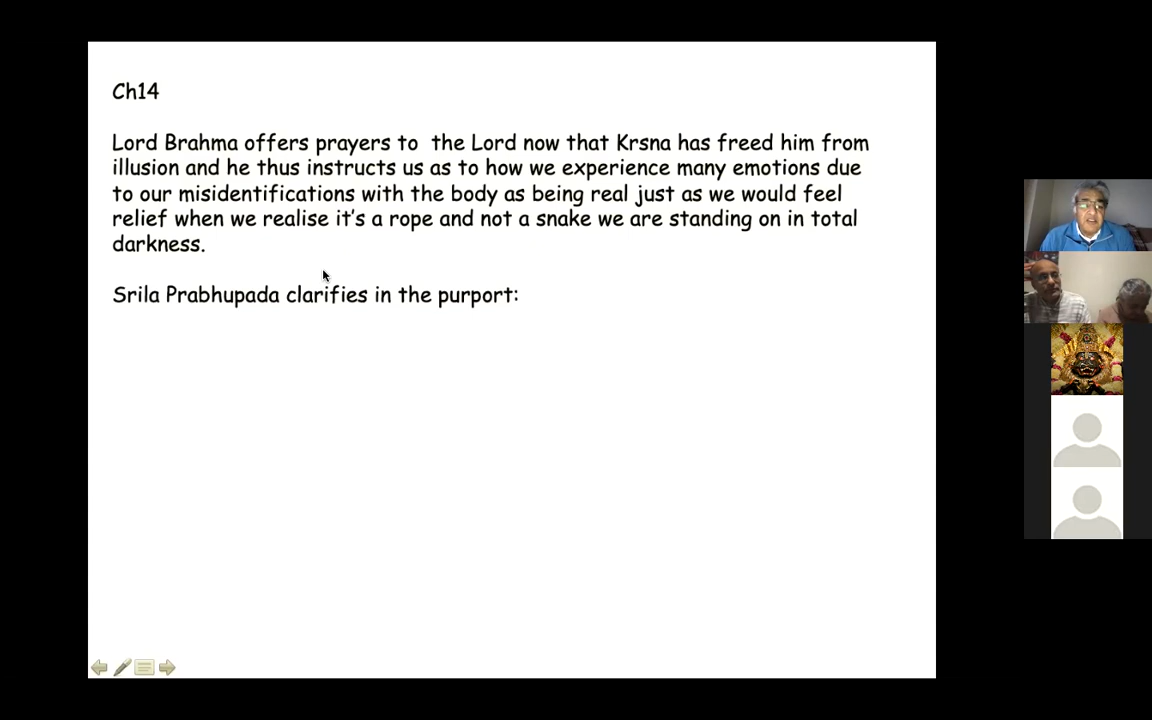 Ch14
Lord Brahma offers prayers to  the Lord now that Krsna has freed him from
illusion and he thus instructs us as to how we experience many emotions due
to our misidentifications with the body as being real just as we would feel
relief when we realise it's a rope and not a snake we are standing on in total
darkness.
Srila Prabhupada clarifies in the purport: